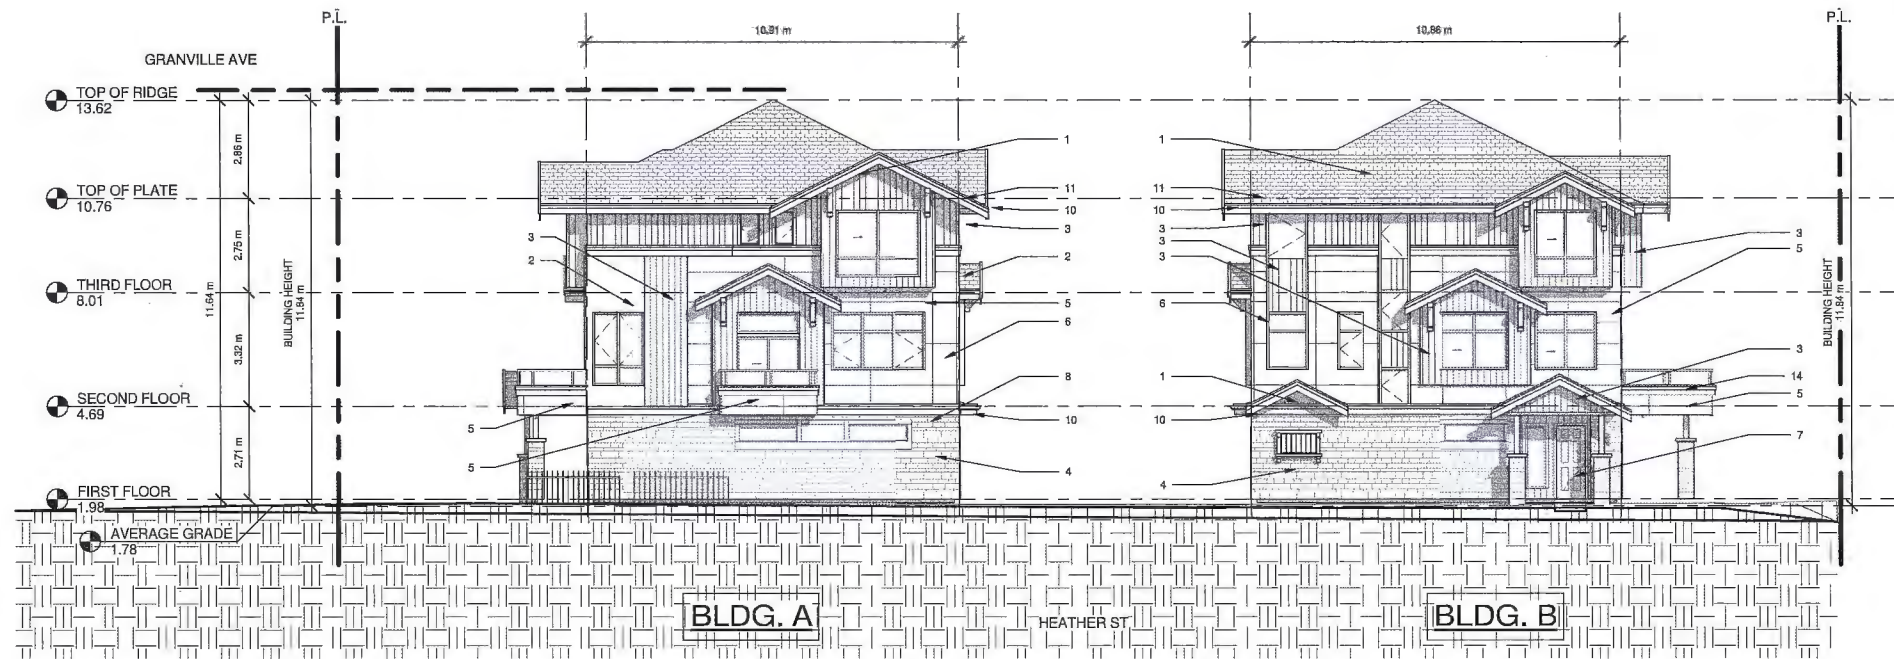 P.L.
P.L.
10.91 m
10.86 m
GRANVILLE AVE
TOP OF RIDGE
13.62
TOP OF PLATE
10.76
THIRD FLOOR
8.01
SECOND FLOOR
4.69
FIRST FLOOR
1.98
AVERAGE GRADE
1.78
11.64 m
2.86 m
2.75 m
3.32 m
2.71 m
BUILDING HEIGHT
11.84 m
3
2
5
5
1
11
10
3
2
5
6
8
10
4
1
11
10
3
3
3
6
1
10
4
3
5
3
14
5
7
BUILDING HEIGHT
11.84 m
BLDG. A
HEATHER ST
BLDG. B